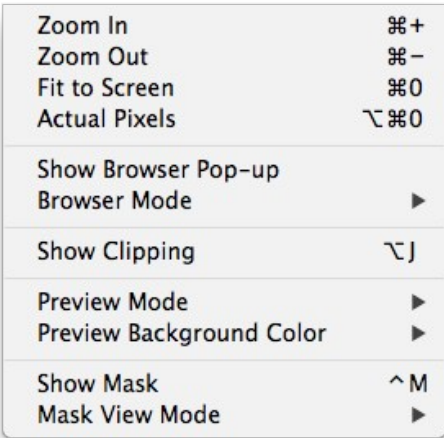 Zoom In ⌘+
Zoom Out ⌘−
Fit to Screen ⌘0
Actual Pixels ⌥⌘0
Show Browser Pop-up
Browser Mode ▶
Show Clipping ⌥J
Preview Mode ▶
Preview Background Color ▶
Show Mask ^M
Mask View Mode ▶